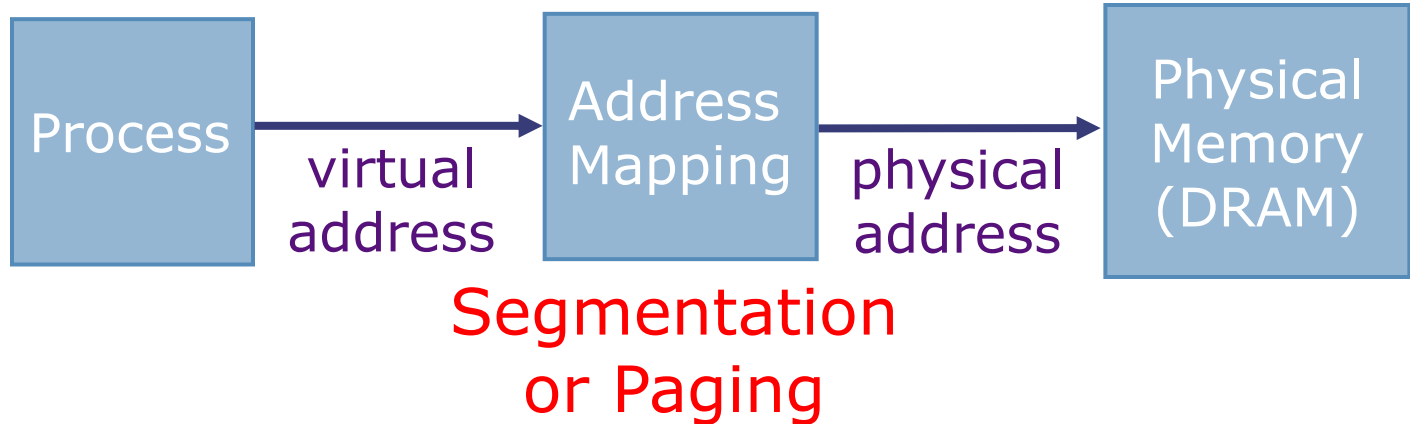 Process
virtual
address
Address
Mapping
physical
address
Physical
Memory
(DRAM)
Segmentation
or Paging